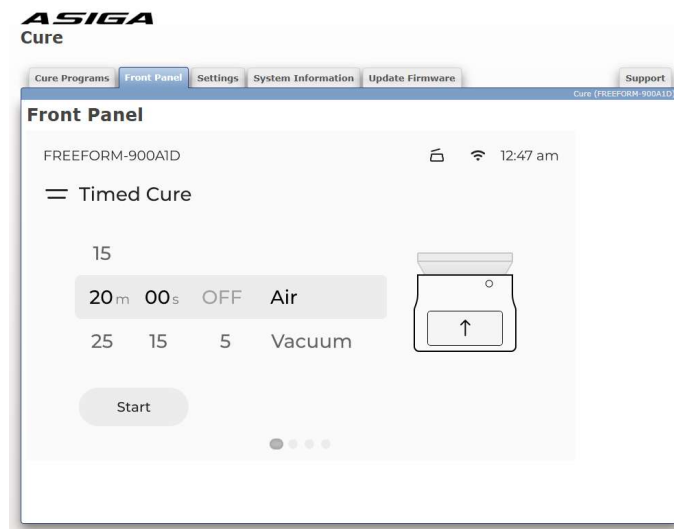 ASIGA
Cure
Cure Programs Front Panel Settings System Information Update Firmware Support
Cure (FREEFORM-900A1D)
Front Panel
FREEFORM-900A1D 12:47 am
Timed Cure
15
20m 00s OFF Air
25 15 5 Vacuum
Start